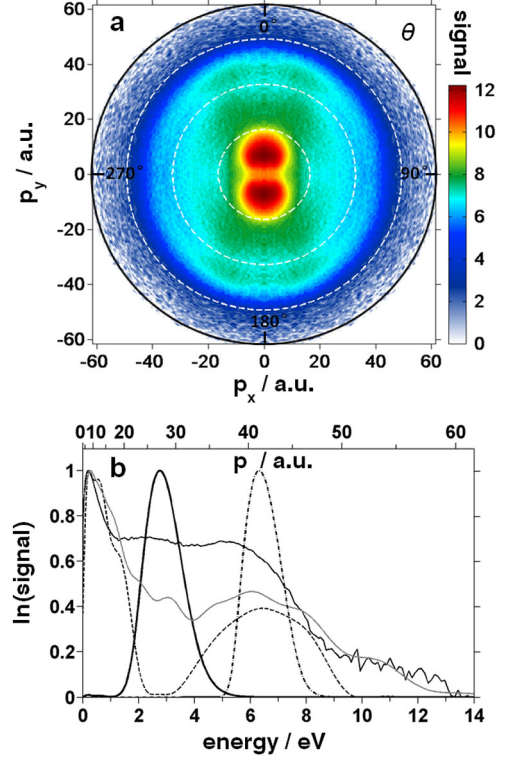 a
0°
θ
signal
60
40
20
0
-20
-40
-60
p_y / a.u.
270°
90°
180°
12
10
8
6
4
2
0
-60 -40 -20 0 20 40 60
p_x / a.u.
0 10 20 30 40 50 60
p / a.u.
b
1
0.8
0.6
0.4
0.2
0
ln(signal)
0 2 4 6 8 10 12 14
energy / eV